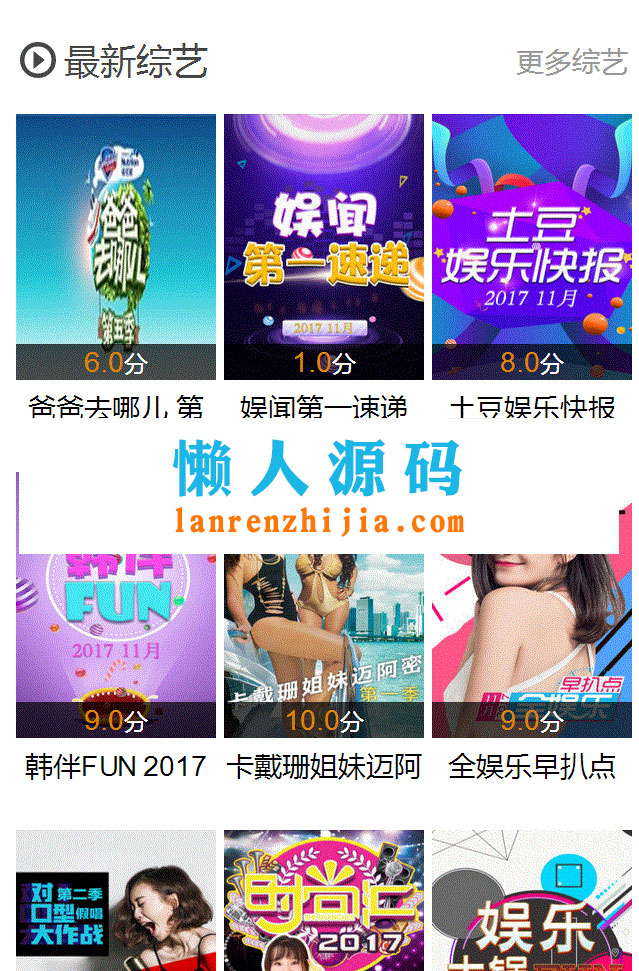 最新综艺
更多综艺
爸爸
去哪儿
第五季
娱闻
第一速递
2017 11月
土豆
娱乐快报
2017 11月
6.0分
1.0分
8.0分
爸爸去哪儿 第
娱闻第一速递
土豆娱乐快报
懒人源码
lanrenzhijia.com
韩伴
FUN
2017 11月
卡戴珊姐妹迈阿密
第一季
早扒点
全娱乐
9.0分
10.0分
9.0分
韩伴FUN 2017
卡戴珊姐妹迈阿
全娱乐早扒点
对 第二季
口型 假唱
大作战
时尚汇
2017
娱乐